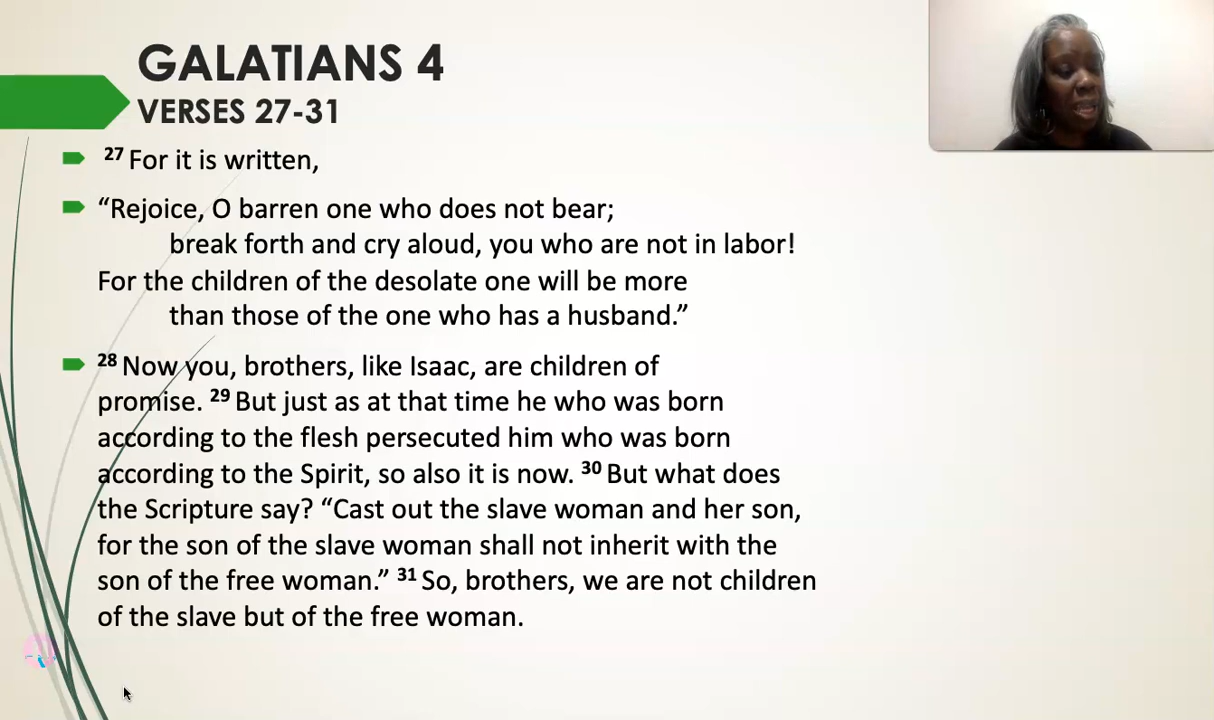 GALATIANS 4
VERSES 27-31
27 For it is written,
“Rejoice, O barren one who does not bear;
break forth and cry aloud, you who are not in labor!
For the children of the desolate one will be more
than those of the one who has a husband.”
28 Now you, brothers, like Isaac, are children of
promise. 29 But just as at that time he who was born
according to the flesh persecuted him who was born
according to the Spirit, so also it is now. 30 But what does
the Scripture say? “Cast out the slave woman and her son,
for the son of the slave woman shall not inherit with the
son of the free woman.” 31 So, brothers, we are not children
of the slave but of the free woman.